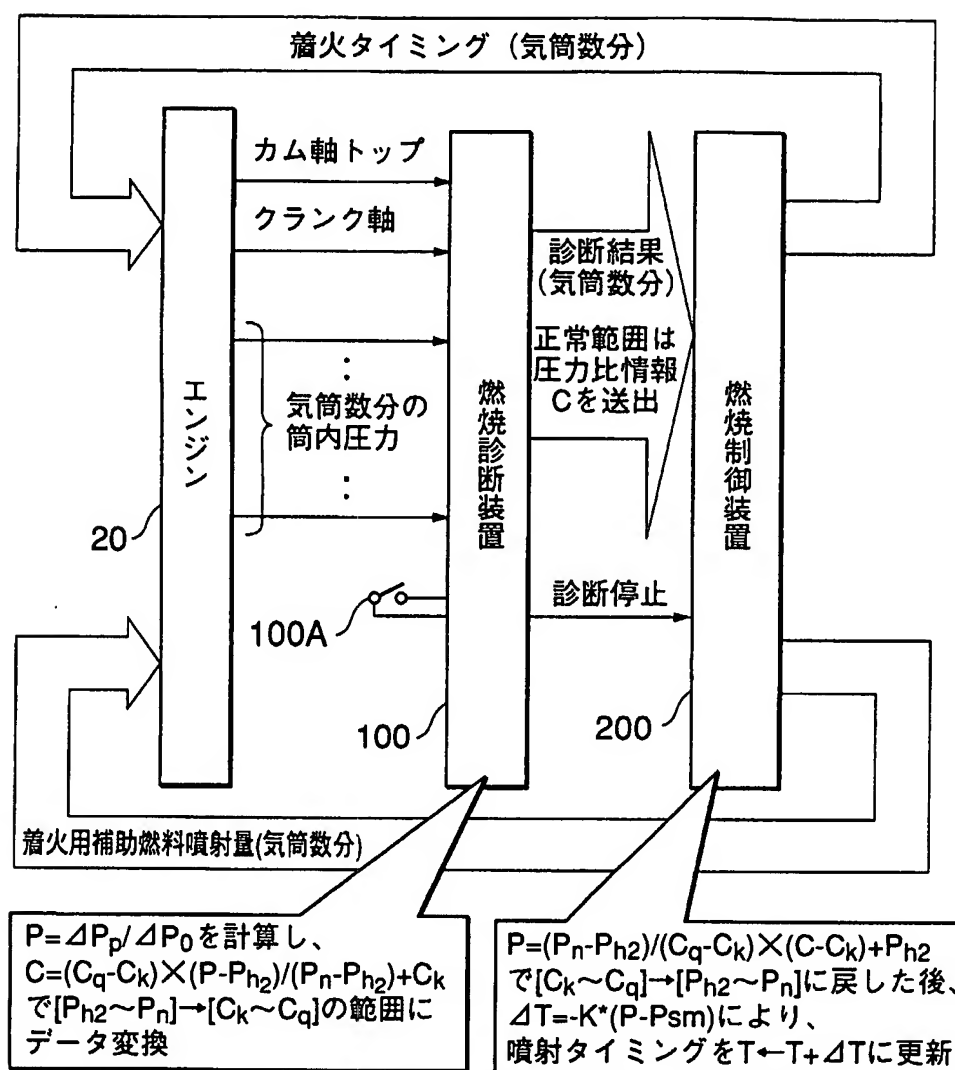 着火タイミング (気筒数分)
カム軸トップ
クランク軸
診断結果
(気筒数分)
正常範囲は
圧力比情報
Cを送出
気筒数分の
筒内圧力
エンジン
燃焼診断装置
燃焼制御装置
20
診断停止
100A
100
200
着火用補助燃料噴射量(気筒数分)
P=⊿Pp/⊿P0を計算し、
C=(Cq-Ck)×(P-Ph2)/(Pn-Ph2)+Ck
で[Ph2~Pn]→[Ck~Cq]の範囲に
データ変換
P=(Pn-Ph2)/(Cq-Ck)×(C-Ck)+Ph2
で[Ck~Cq]→[Ph2~Pn]に戻した後、
⊿T=-K*(P-Psm)により、
噴射タイミングをT←T+⊿Tに更新